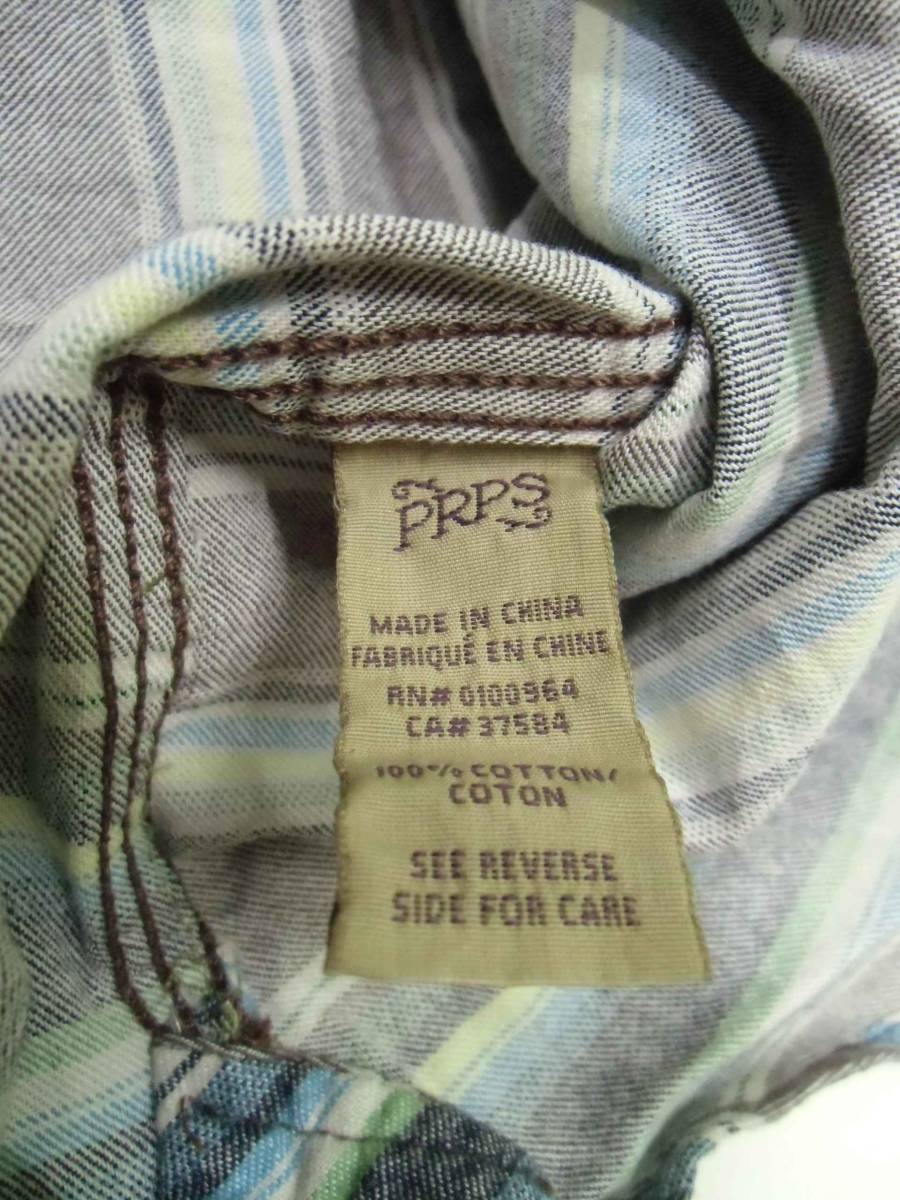 PRPS
MADE IN CHINA
FABRIQUÉ EN CHINE
RN# 0100964
CA# 37584
100% COTTON/
COTON
SEE REVERSE
SIDE FOR CARE